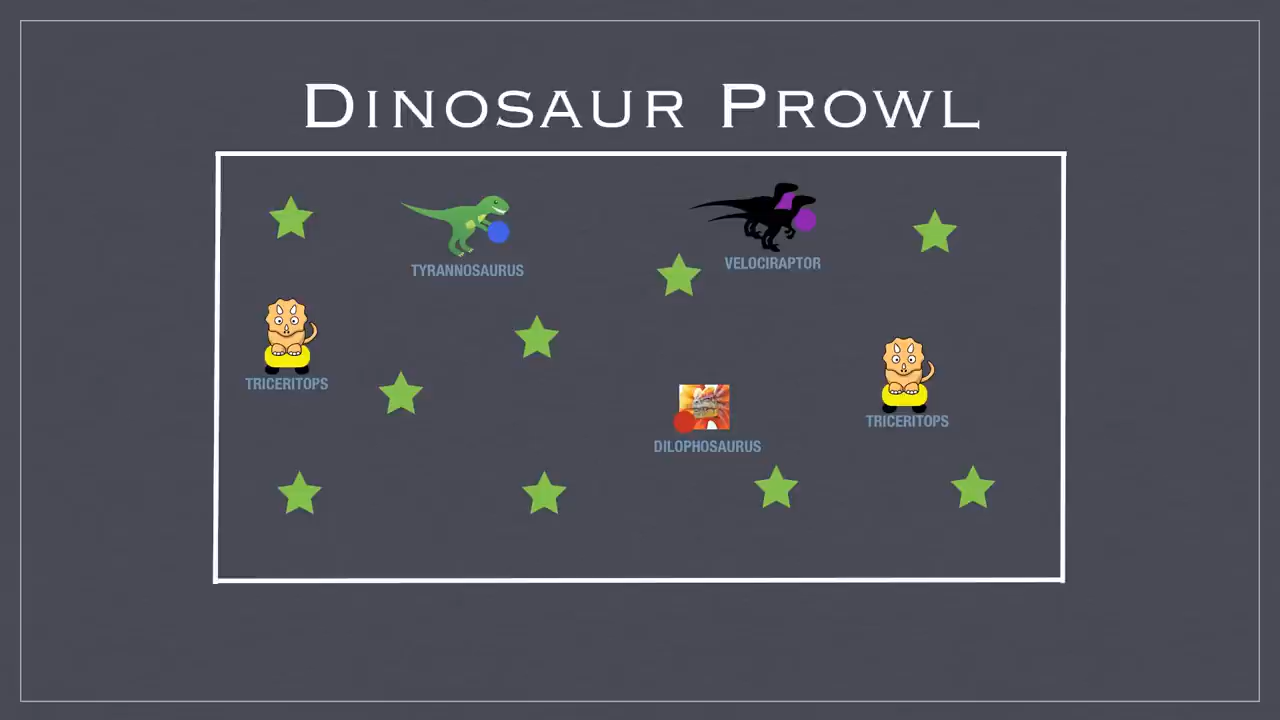 Dinosaur Prowl
TYRANNOSAURUS
VELOCIRAPTOR
TRICERITOPS
TRICERITOPS
DILOPHOSAURUS